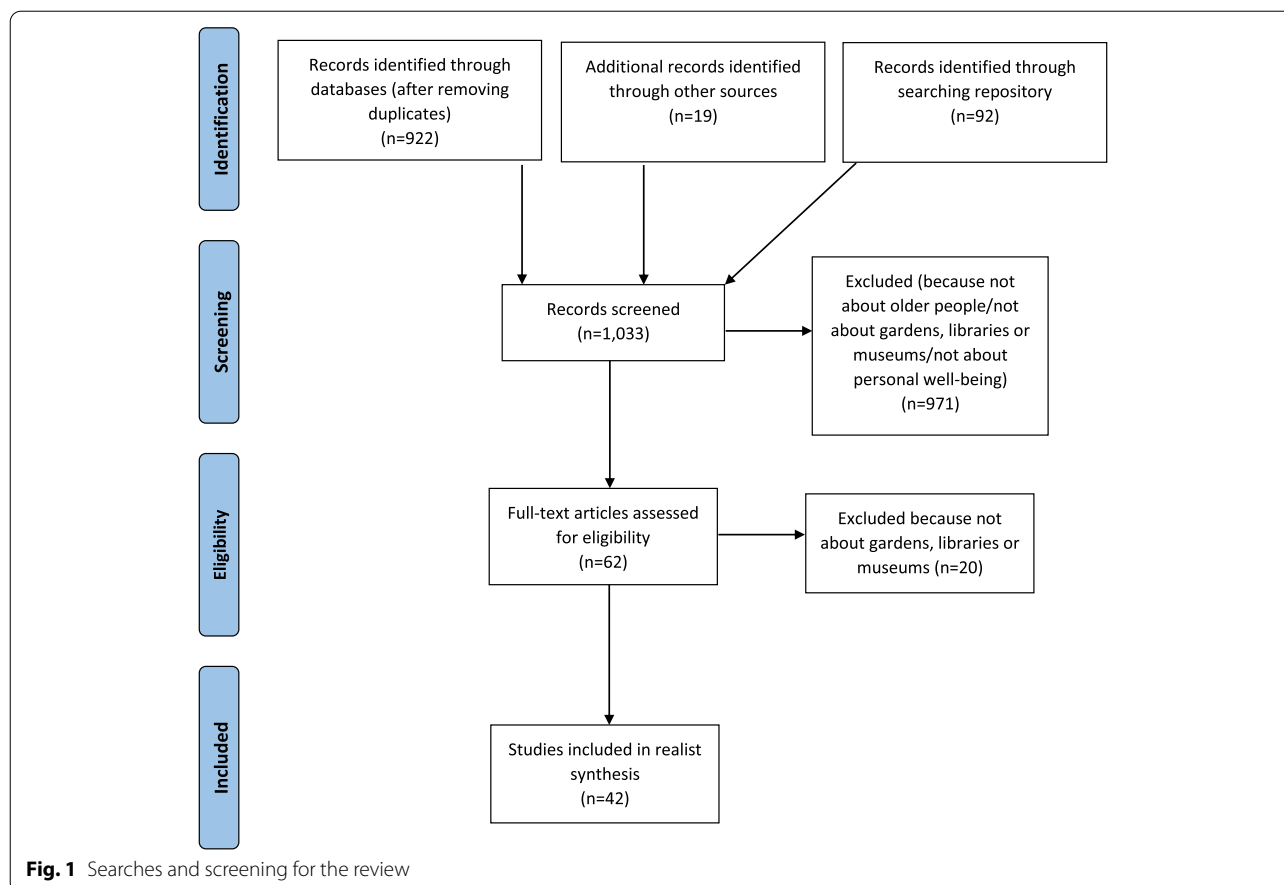 Identification
Records identified through
databases (after removing
duplicates)
(n=922)
Additional records identified
through other sources
(n=19)
Records identified through
searching repository
(n=92)
Screening
Records screened
(n=1,033)
Excluded (because not
about older people/not
about gardens, libraries or
museums/not about
personal well-being)
(n=971)
Eligibility
Full-text articles assessed
for eligibility
(n=62)
Excluded because not
about gardens, libraries or
museums (n=20)
Included
Studies included in realist
synthesis
(n=42)
Fig. 1 Searches and screening for the review